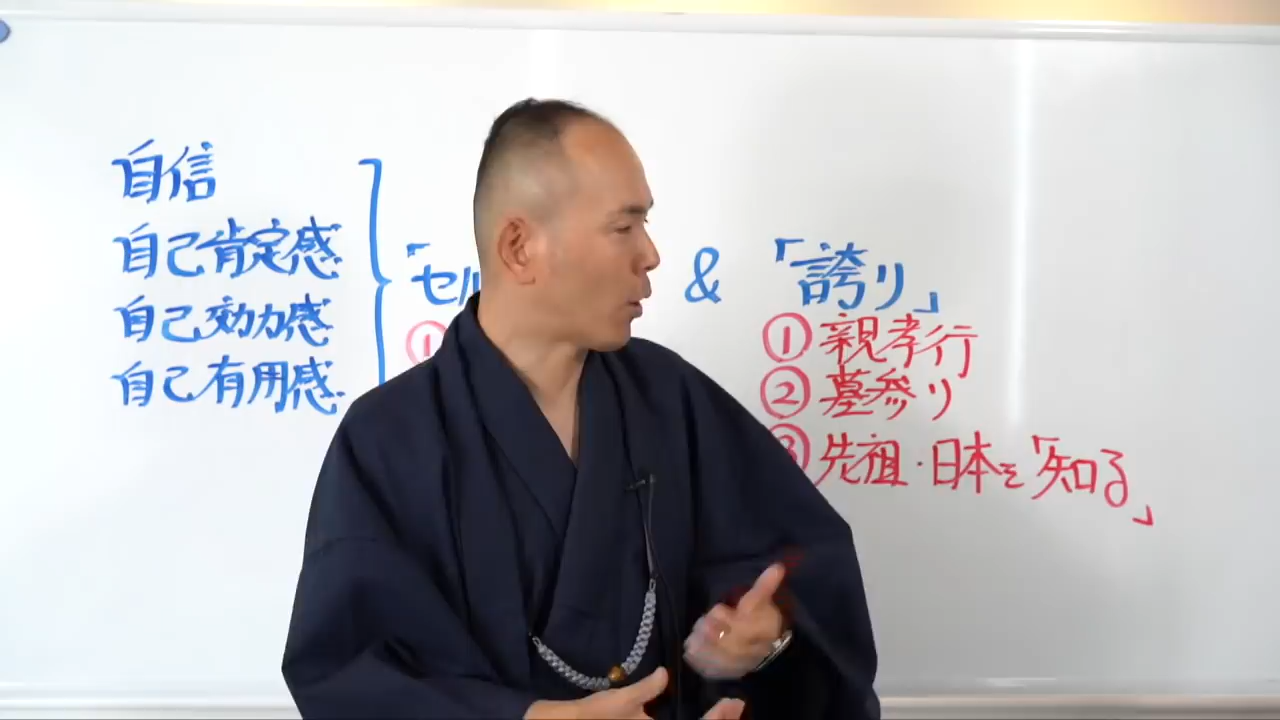 自信
自己肯定感
自己効力感
自己有用感
「セル
&「誇り」
①
①親孝行
②墓参り
③先祖・日本を「知る」